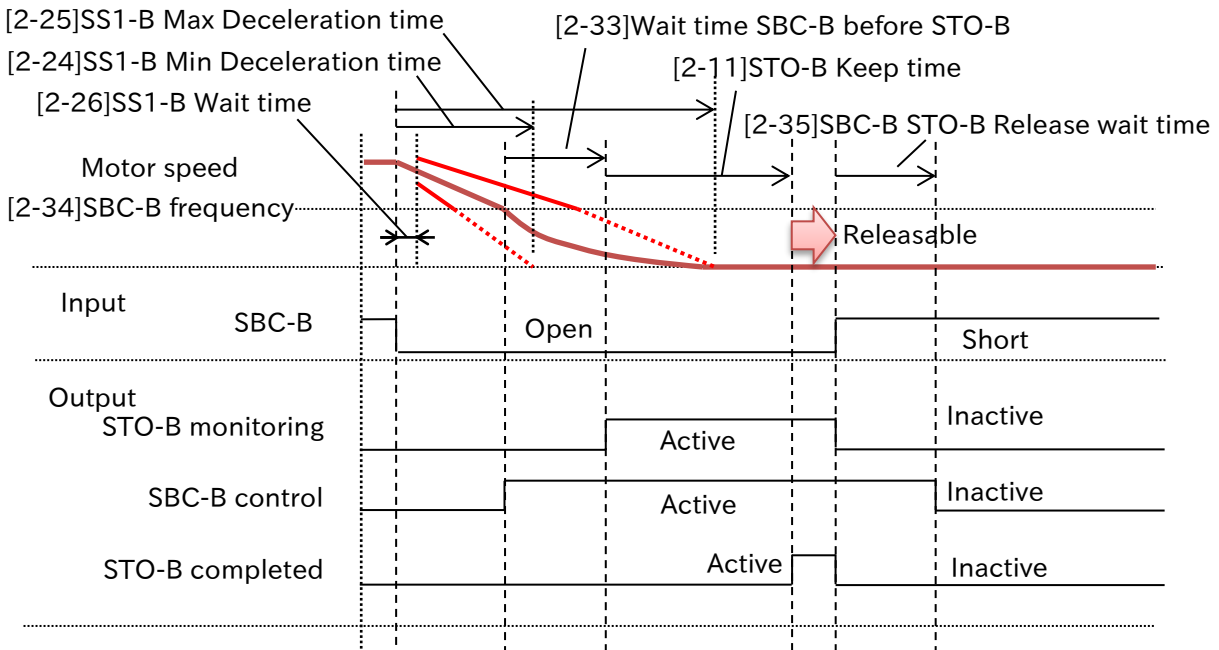 [2-25]SS1-B Max Deceleration time
[2-33]Wait time SBC-B before STO-B
[2-24]SS1-B Min Deceleration time
[2-11]STO-B Keep time
[2-26]SS1-B Wait time
[2-35]SBC-B STO-B Release wait time
Motor speed
[2-34]SBC-B frequency
Releasable
Input
SBC-B
Open
Short
Output
STO-B monitoring
Active
Inactive
SBC-B control
Active
Inactive
STO-B completed
Active
Inactive